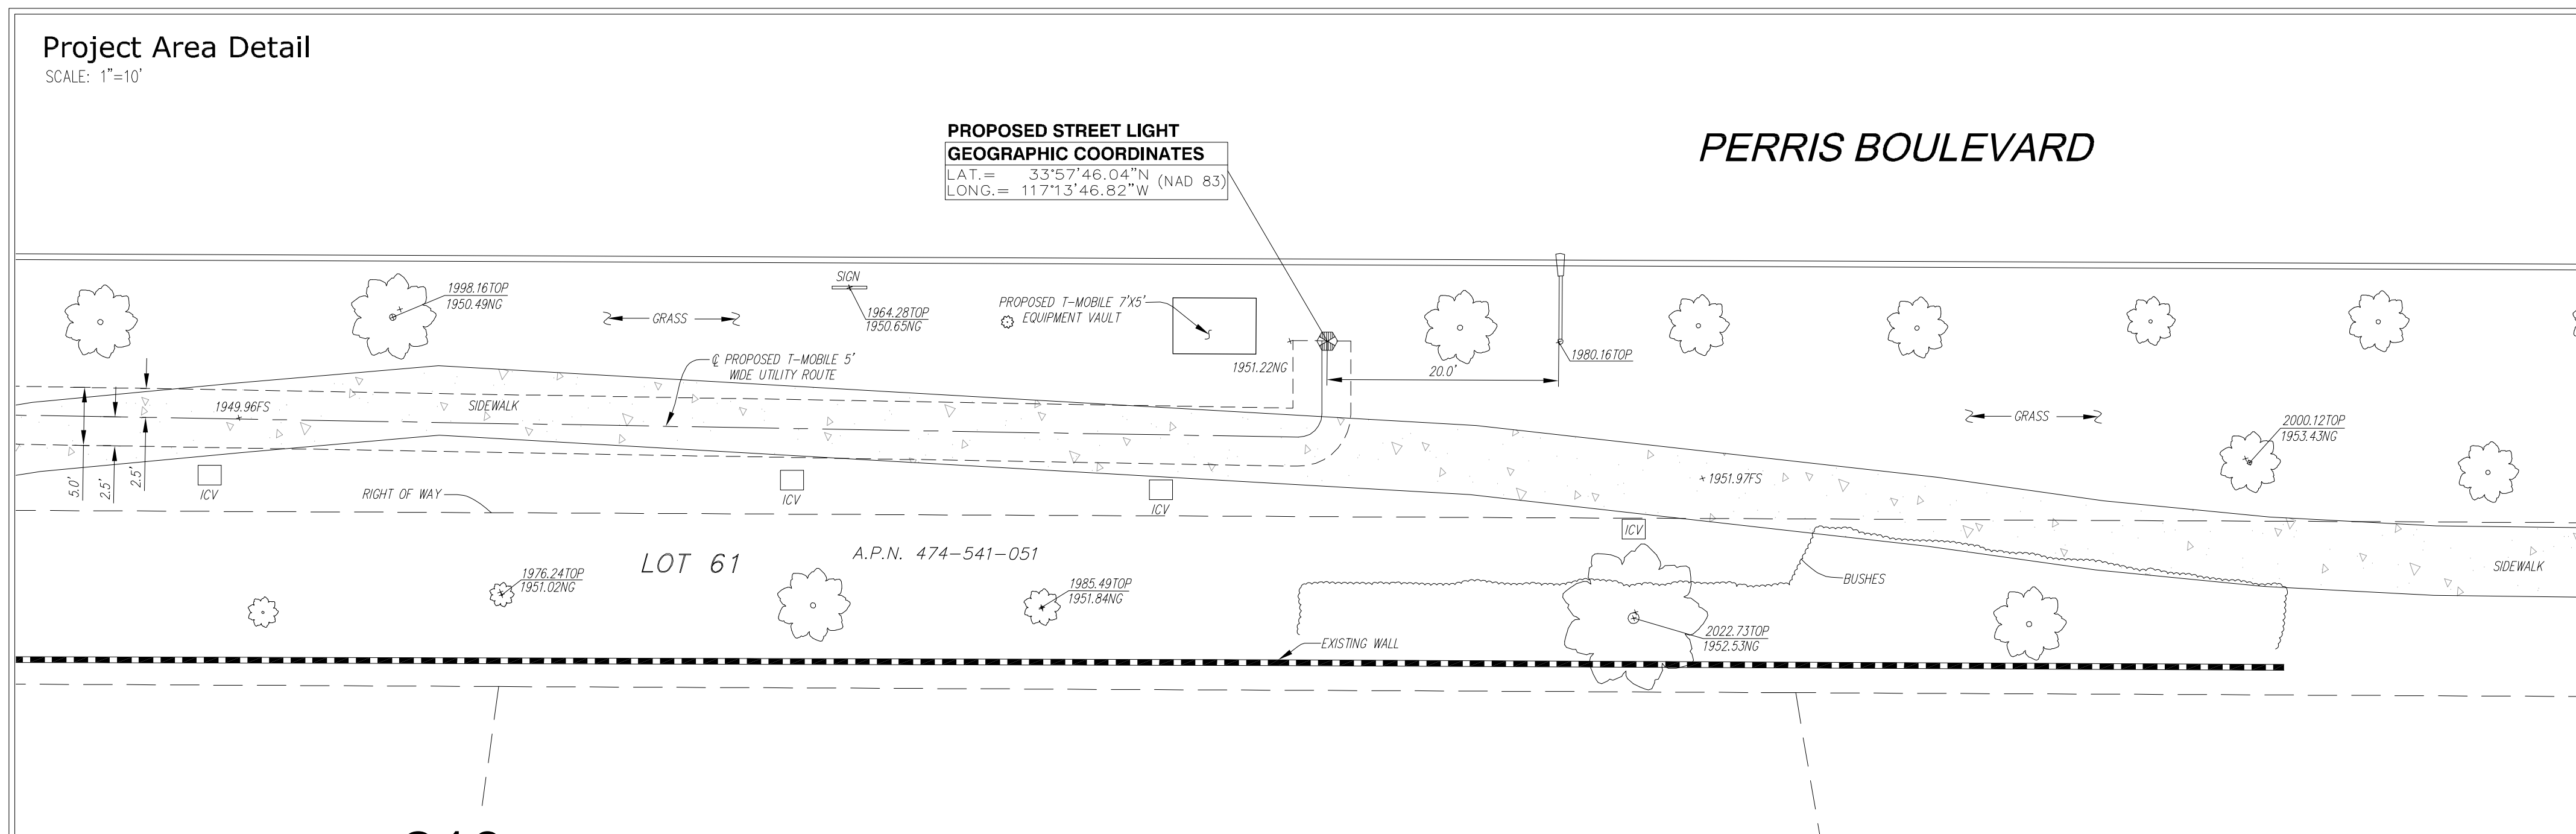 Project Area Detail
SCALE: 1"=10'
PROPOSED STREET LIGHT
GEOGRAPHIC COORDINATES
LAT.= 33°57'46.04"N
LONG.= 117°13'46.82"W
(NAD 83)
PERRIS BOULEVARD
1998.16TOP
1950.49NG
GRASS
SIGN
1964.28TOP
1950.65NG
PROPOSED T-MOBILE 7'X5'
EQUIPMENT VAULT
1951.22NG
20.0'
1980.16TOP
℄ PROPOSED T-MOBILE 5'
WIDE UTILITY ROUTE
1949.96FS
SIDEWALK
GRASS
2000.12TOP
1953.43NG
5.0'
2.5'
2.5'
ICV
RIGHT OF WAY
ICV
ICV
1951.97FS
ICV
LOT 61
A.P.N. 474-541-051
1976.24TOP
1951.02NG
1985.49TOP
1951.84NG
BUSHES
SIDEWALK
EXISTING WALL
2022.73TOP
1952.53NG